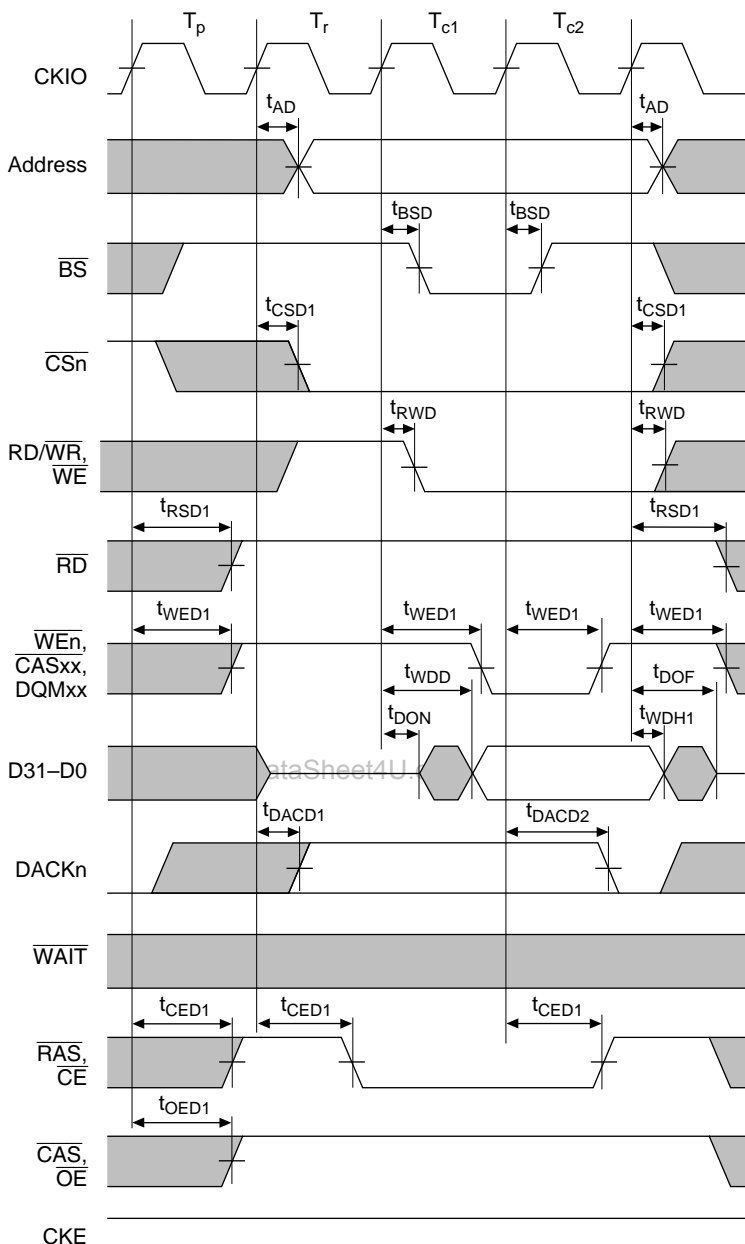 Tp Tr Tc1 Tc2
CKIO
tAD tAD
Address
tBSD tBSD
BS
tCSD1 tCSD1
CSn
tRWD tRWD
RD/WR,
WE
tRSD1 tRSD1
RD
tWED1 tWED1 tWED1 tWED1
WEn,
CASxx,
DQMxx
tWDD tDOF
tDON tWDH1
D31–D0
ataSheet4U.
tDACD1 tDACD2
DACKn
WAIT
tCED1 tCED1 tCED1
RAS,
CE
tOED1
CAS,
OE
CKE